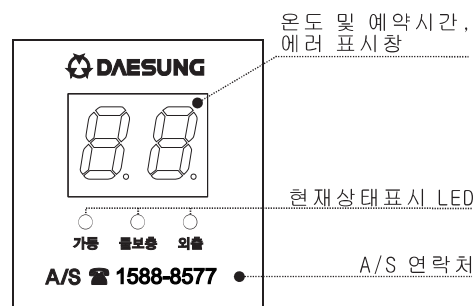 온도 및 예약시간,
에러 표시창
DAESUNG
88
현재상태표시 LED
가동 물보충 외출
A/S 연락처
A/S ☎ 1588-8577